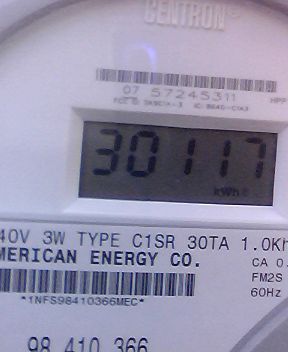 CENTRON®
07 57245311
30117
kWh
40V 3W TYPE C1SR 30TA 1.0Kh
MERICAN ENERGY CO.
CA 0.
FM2S
60Hz
*1NFS98410366MEC*
98 410 366